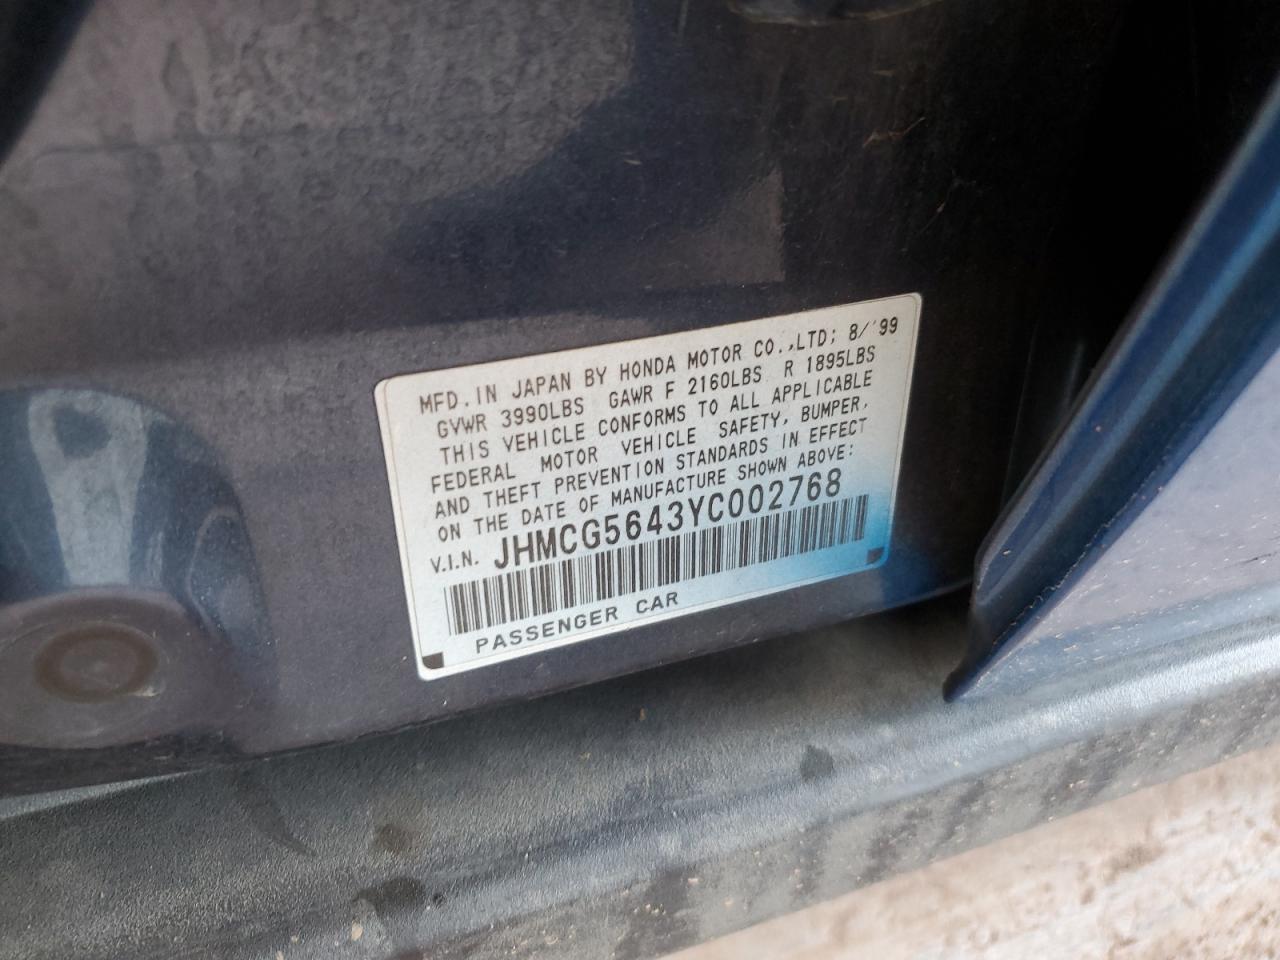 MFD. IN JAPAN BY HONDA MOTOR CO.,LTD; 8/'99
GVWR 3990LBS GAWR F 2160LBS R 1895LBS
THIS VEHICLE CONFORMS TO ALL APPLICABLE
FEDERAL MOTOR VEHICLE SAFETY, BUMPER,
AND THEFT PREVENTION STANDARDS IN EFFECT
ON THE DATE OF MANUFACTURE SHOWN ABOVE:
V.I.N. JHMCG5643YC002768
PASSENGER CAR